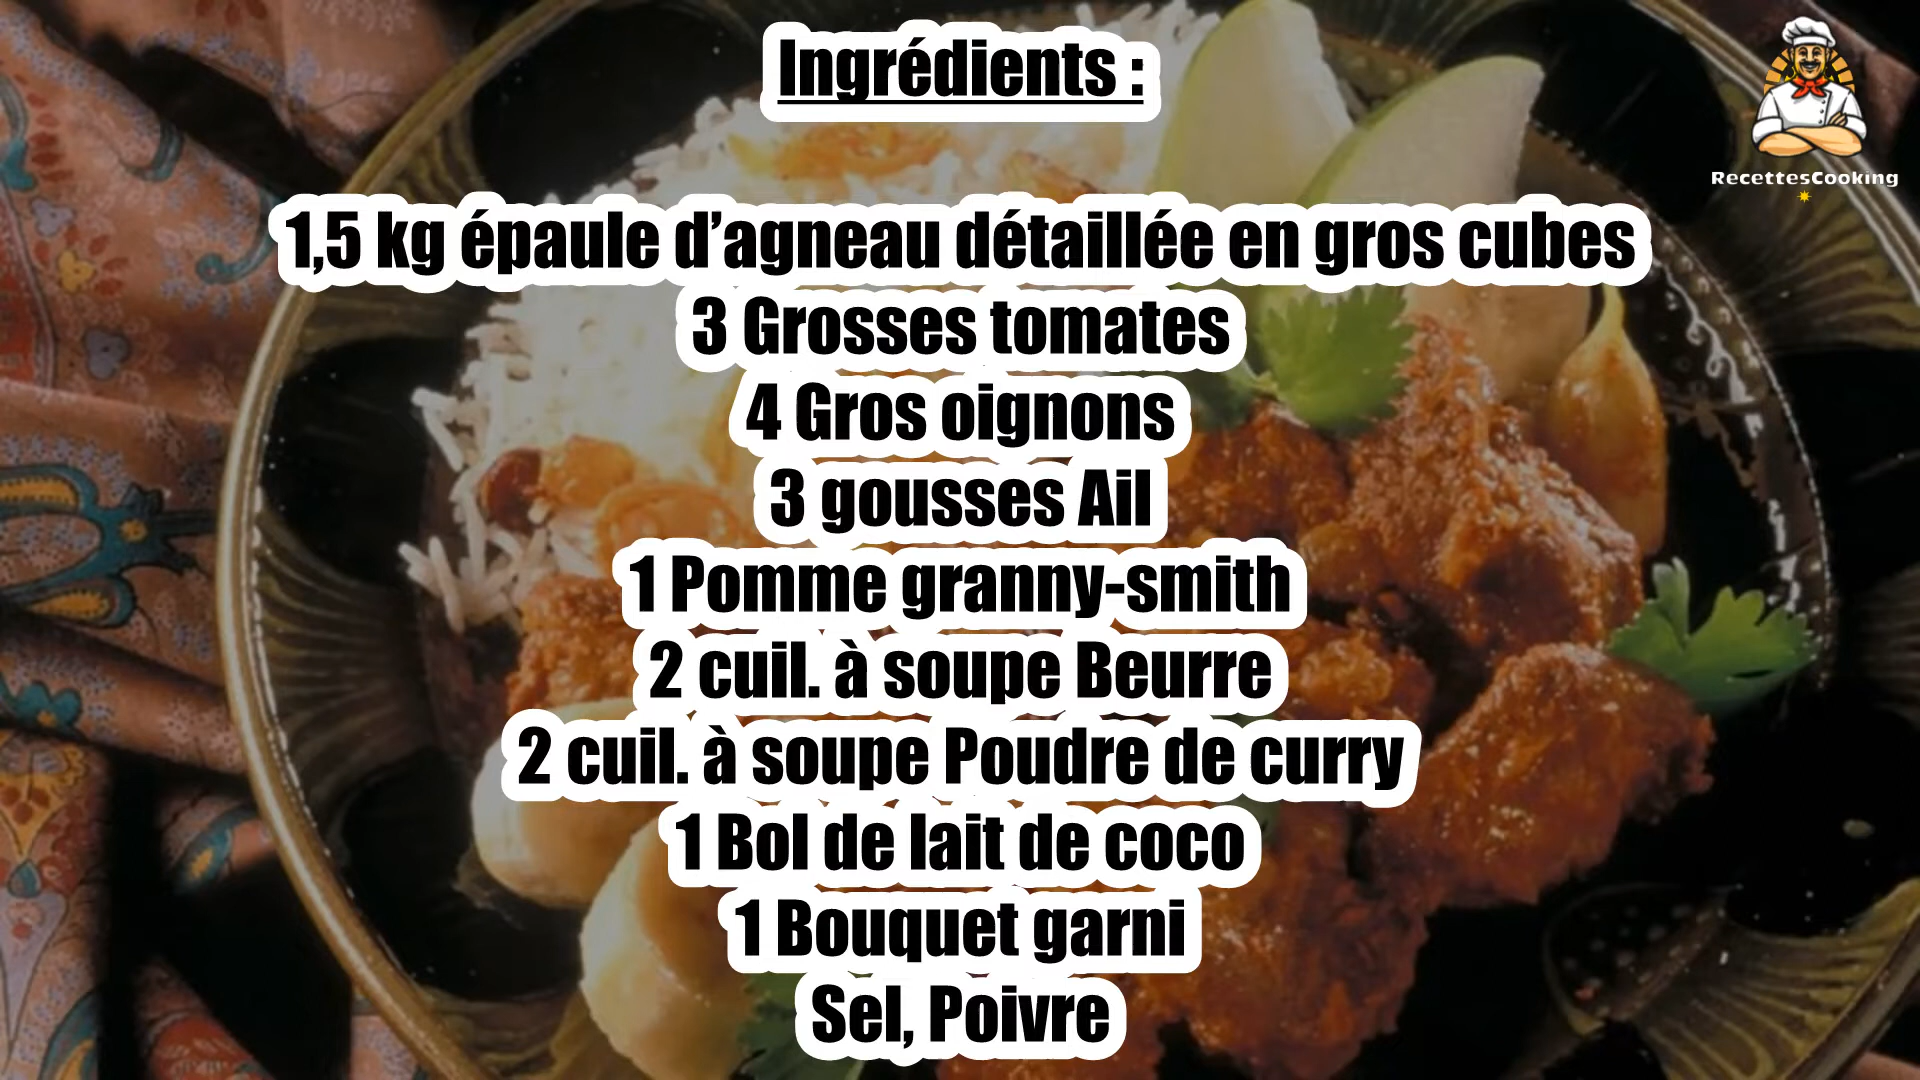 Ingrédients :
RecettesCooking
1,5 kg épaule d’agneau détaillée en gros cubes
3 Grosses tomates
4 Gros oignons
3 gousses Ail
1 Pomme granny-smith
2 cuil. à soupe Beurre
2 cuil. à soupe Poudre de curry
1 Bol de lait de coco
1 Bouquet garni
Sel, Poivre